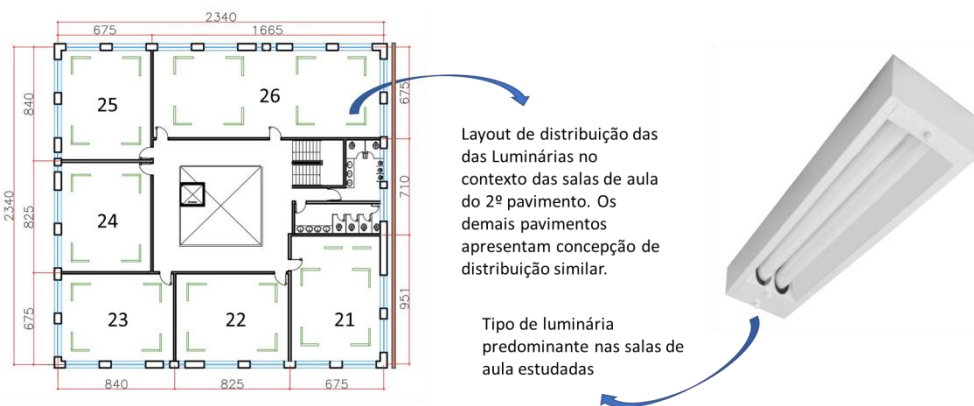 2340
675
1665
840
25
26
675
Layout de distribuição das
das Luminárias no
contexto das salas de aula
do 2º pavimento. Os
demais pavimentos
apresentam concepção de
distribuição similar.
2340
825
24
710
675
23
22
21
951
Tipo de luminária
predominante nas salas de
aula estudadas
840
825
675